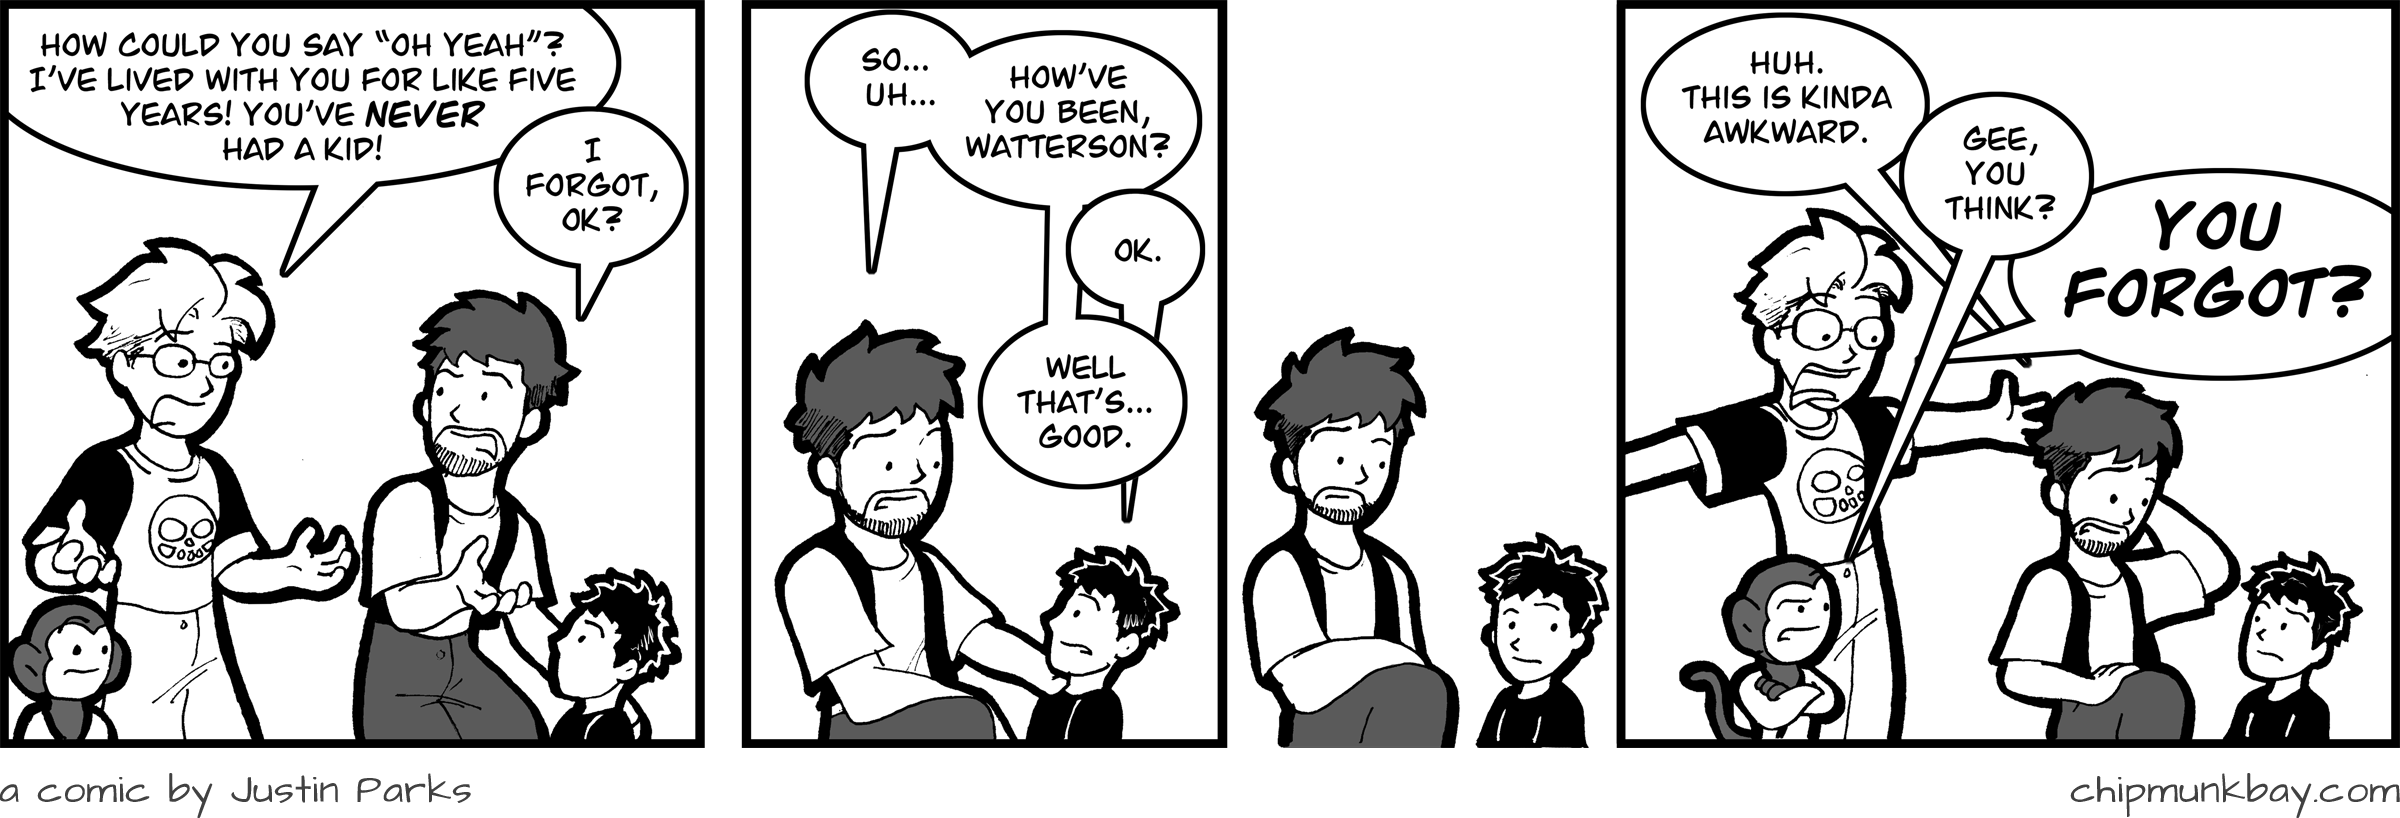 HOW COULD YOU SAY “OH YEAH”?
I’VE LIVED WITH YOU FOR LIKE FIVE
YEARS! YOU’VE NEVER
HAD A KID!
I
FORGOT,
OK?
SO...
UH...
HOW’VE
YOU BEEN,
WATTERSON?
OK.
WELL
THAT’S...
GOOD.
HUH.
THIS IS KINDA
AWKWARD.
GEE,
YOU
THINK?
YOU
FORGOT?
a comic by Justin Parks
chipmunkbay.com